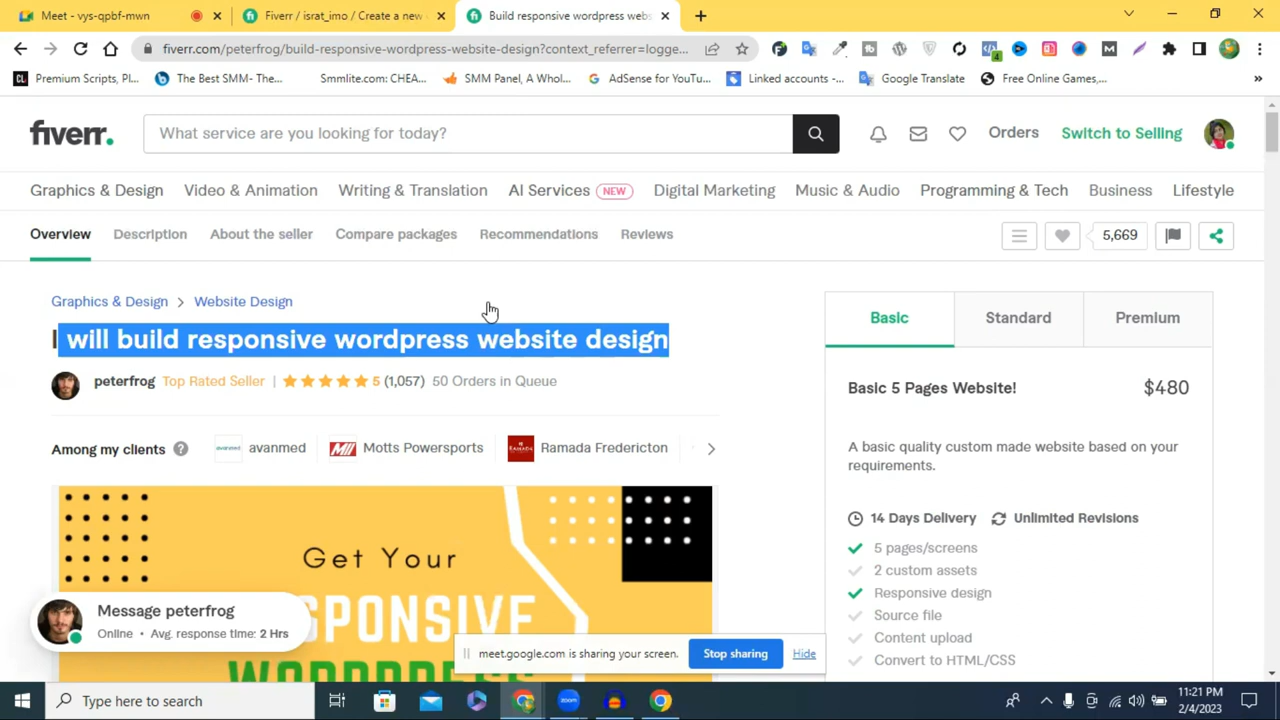 Meet - vys-qpbf-mwn
Fiverr / israt_imo / Create a new
Build responsive wordpress webs
fiverr.com/peterfrog/build-responsive-wordpress-website-design?context_referrer=logge...
4
Premium Scripts, Pl...
The Best SMM- The...
Smmlite.com: CHEA...
SMM Panel, A Whol...
AdSense for YouTu...
Linked accounts -...
Google Translate
Free Online Games,...
»
fiverr.
What service are you looking for today?
Orders
Switch to Selling
Graphics & Design
Video & Animation
Writing & Translation
AI Services NEW
Digital Marketing
Music & Audio
Programming & Tech
Business
Lifestyle
Overview
Description
About the seller
Compare packages
Recommendations
Reviews
5,669
Graphics & Design > Website Design
I will build responsive wordpress website design
peterfrog Top Rated Seller 5 (1,057) 50 Orders in Queue
Among my clients
avanmed
Motts Powersports
Ramada Fredericton
Get Your
Basic
Standard
Premium
Basic 5 Pages Website! $480
A basic quality custom made website based on your
requirements.
14 Days Delivery
Unlimited Revisions
5 pages/screens
2 custom assets
Responsive design
Source file
Content upload
Convert to HTML/CSS
Message peterfrog
Online • Avg. response time: 2 Hrs
meet.google.com is sharing your screen.
Stop sharing
Hide
Type here to search
11:21 PM
2/4/2023